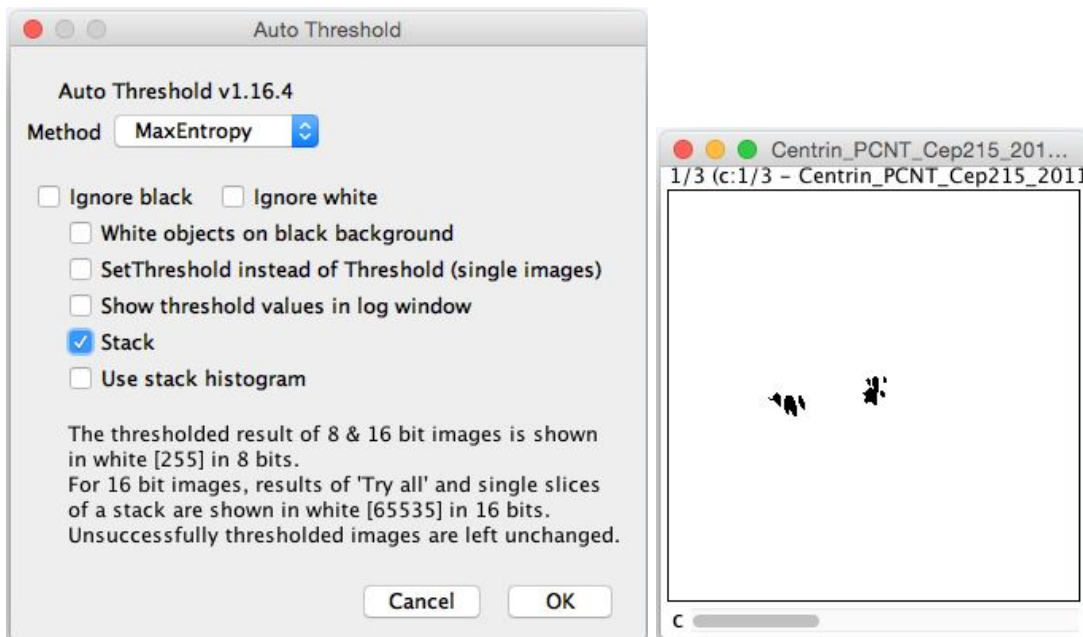 Auto Threshold
Auto Threshold v1.16.4
Method MaxEntropy
Ignore black Ignore white
White objects on black background
SetThreshold instead of Threshold (single images)
Show threshold values in log window
Stack
Use stack histogram
The thresholded result of 8 & 16 bit images is shown
in white [255] in 8 bits.
For 16 bit images, results of 'Try all' and single slices
of a stack are shown in white [65535] in 16 bits.
Unsuccessfully thresholded images are left unchanged.
Cancel OK
Centrin_PCNT_Cep215_201...
1/3 (c:1/3 - Centrin_PCNT_Cep215_2011
C